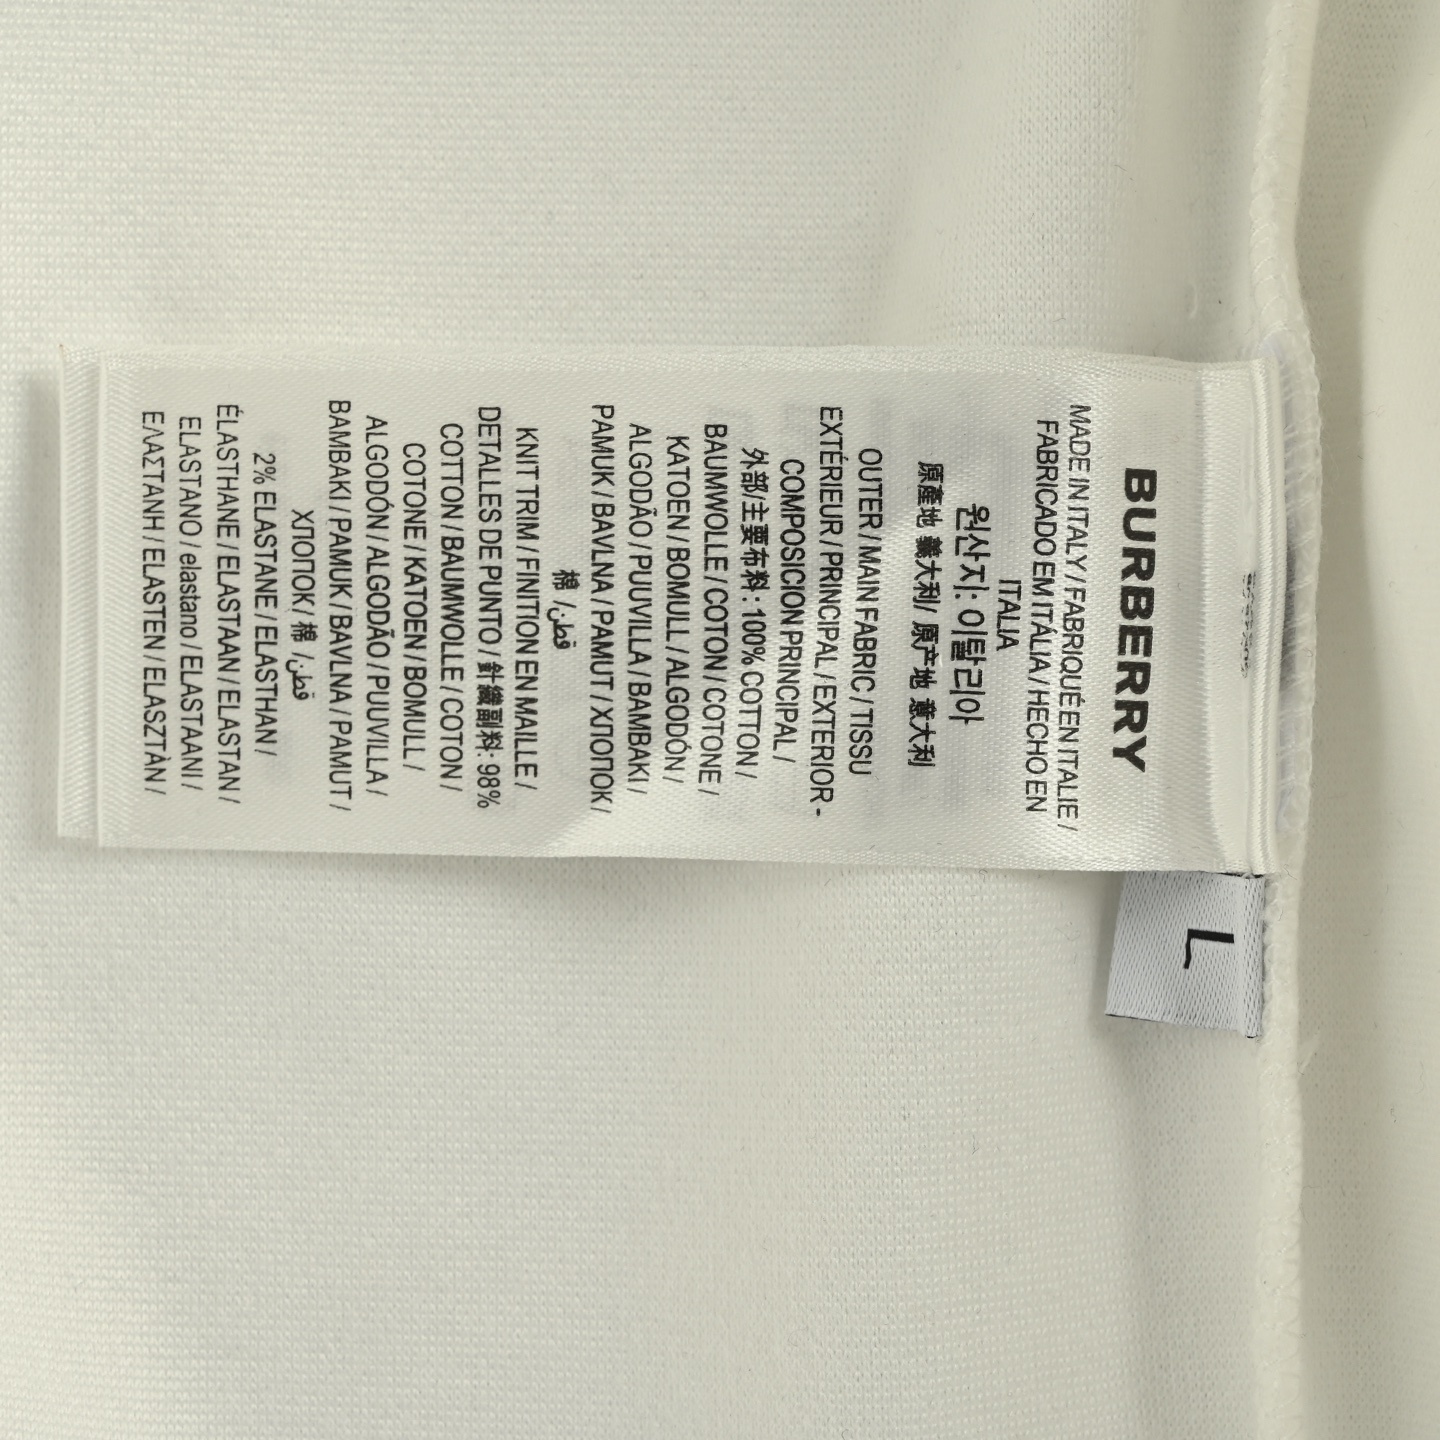 BURBERRY
MADE IN ITALY / FABRIQUÉ EN ITALIE /
FABRICADO EM ITÁLIA / HECHO EN
ITALIA
원산지: 이탈리아
原產地 義大利/ 原产地 意大利
OUTER / MAIN FABRIC / TISSU
EXTÉRIEUR / PRINCIPAL / EXTERIOR -
COMPOSICION PRINCIPAL /
外部/主要布料 : 100% COTTON /
BAUMWOLLE / COTON / COTONE /
KATOEN / BOMULL / ALGODÓN /
ALGODÃO / PUUVILLA / BAMBAKI /
PAMUK / BAVLNA / PAMUT / ХЛОПОК /
棉 / قطن
KNIT TRIM / FINITION EN MAILLE /
DETALLES DE PUNTO / 針織副料: 98%
COTTON / BAUMWOLLE / COTON /
COTONE / KATOEN / BOMULL /
ALGODÓN / ALGODÃO / PUUVILLA /
BAMBAKI / PAMUK / BAVLNA / PAMUT /
ХЛОПОК / 棉 / قطن
2% ELASTANE / ELASTHAN /
ÉLASTHANE / ELASTAAN / ELASTAN /
ELASTANO / elastano / ELASTAANI /
ΕΛΑΣΤΑΝΗ / ELASTEN / ELASZTÀN /
L